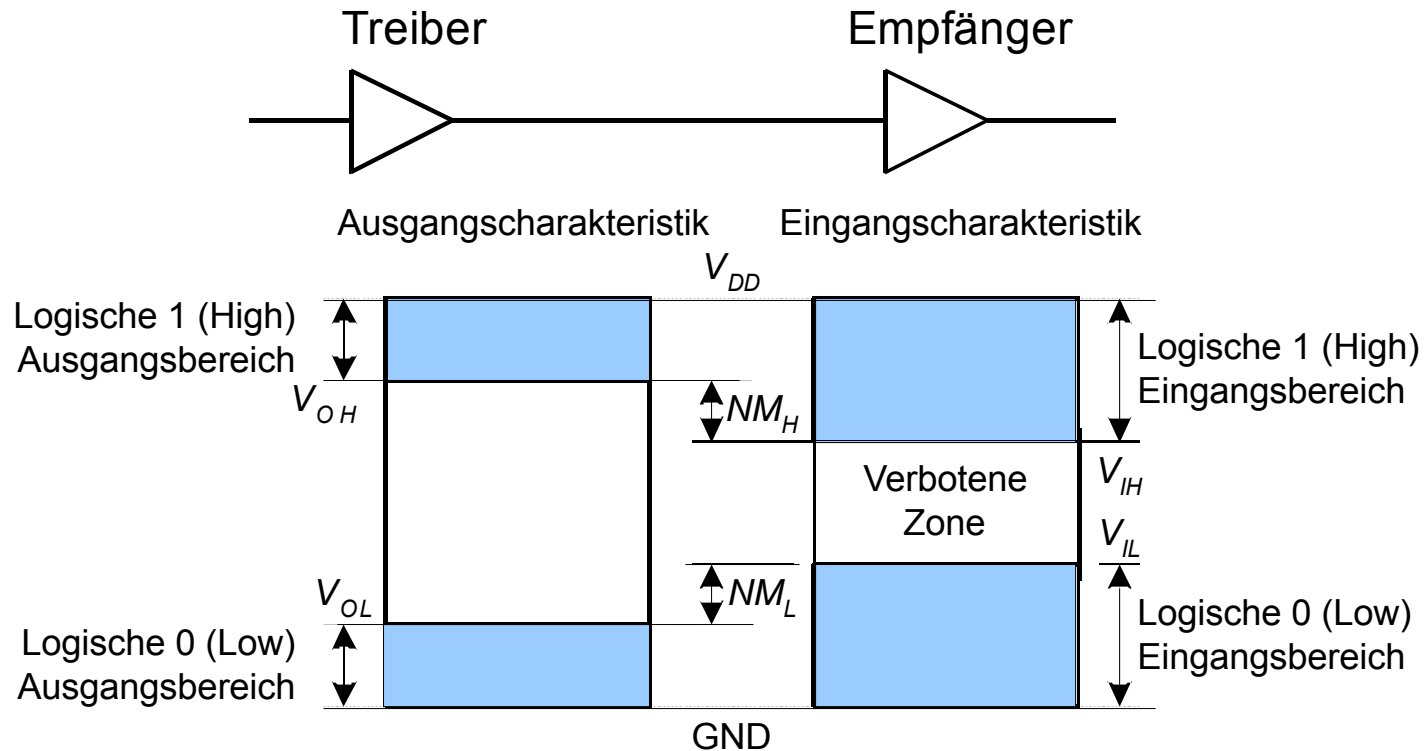 Treiber
Empfänger
Ausgangscharakteristik
Eingangscharakteristik
V_DD
Logische 1 (High)
Ausgangsbereich
Logische 1 (High)
Eingangsbereich
V_OH
NM_H
Verbotene
Zone
V_IH
V_IL
V_OL
NM_L
Logische 0 (Low)
Ausgangsbereich
Logische 0 (Low)
Eingangsbereich
GND